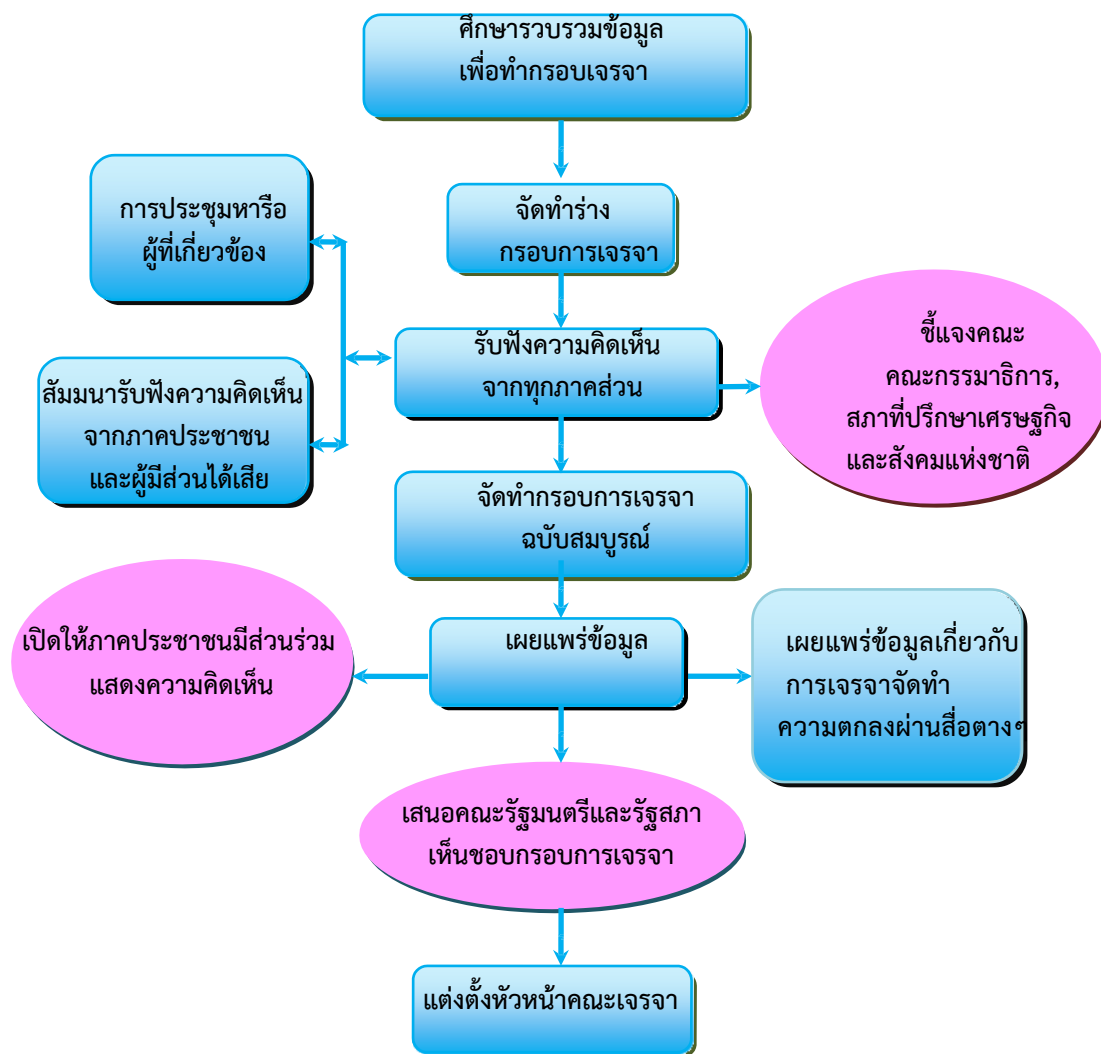 ศึกษารวบรวมข้อมูล
เพื่อทำกรอบเจรจา
จัดทำร่าง
กรอบการเจรจา
การประชุมหารือ
ผู้ที่เกี่ยวข้อง
รับฟังความคิดเห็น
จากทุกภาคส่วน
สัมมนารับฟังความคิดเห็น
จากภาคประชาชน
และผู้มีส่วนได้เสีย
ชี้แจงคณะ
คณะกรรมาธิการ,
สภาที่ปรึกษาเศรษฐกิจ
และสังคมแห่งชาติ
จัดทำกรอบการเจรจา
ฉบับสมบูรณ์
เผยแพร่ข้อมูล
เปิดให้ภาคประชาชนมีส่วนร่วม
แสดงความคิดเห็น
เผยแพร่ข้อมูลเกี่ยวกับ
การเจรจาจัดทำ
ความตกลงผ่านสื่อต่างๆ
เสนอคณะรัฐมนตรีและรัฐสภา
เห็นชอบกรอบการเจรจา
แต่งตั้งหัวหน้าคณะเจรจา